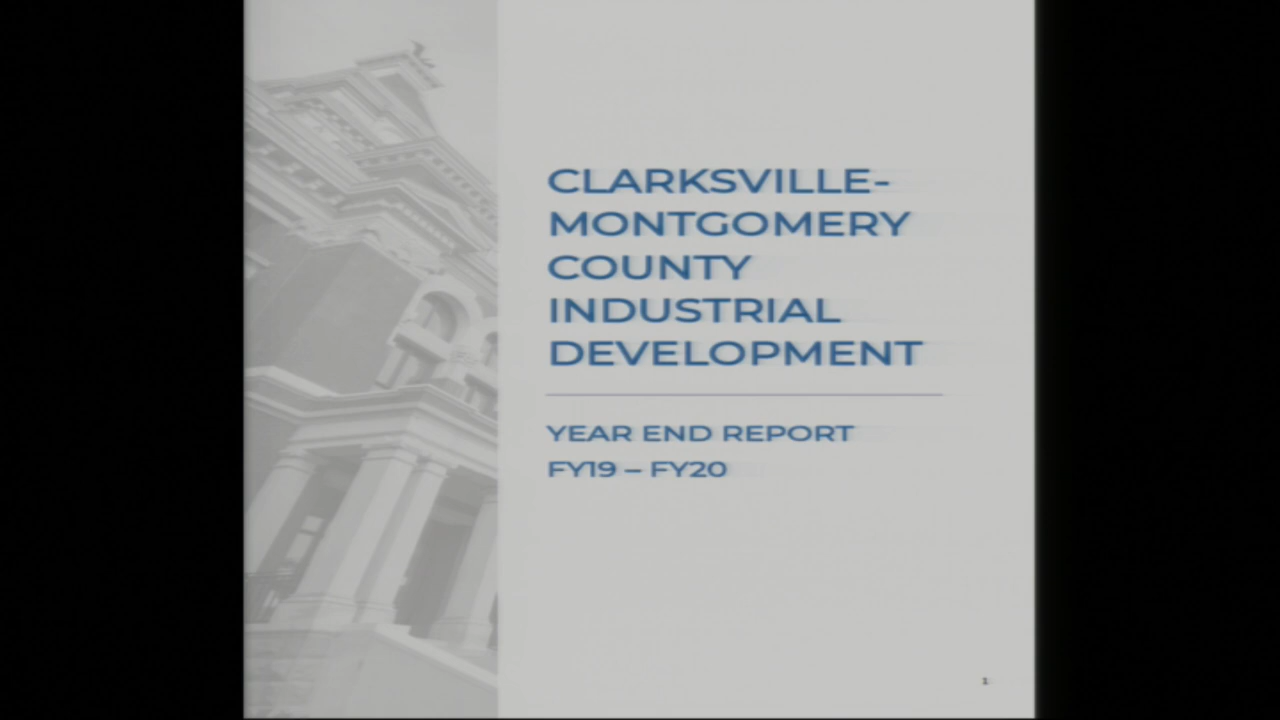 CLARKSVILLE-
MONTGOMERY
COUNTY
INDUSTRIAL
DEVELOPMENT
YEAR END REPORT
FY19 – FY20
1